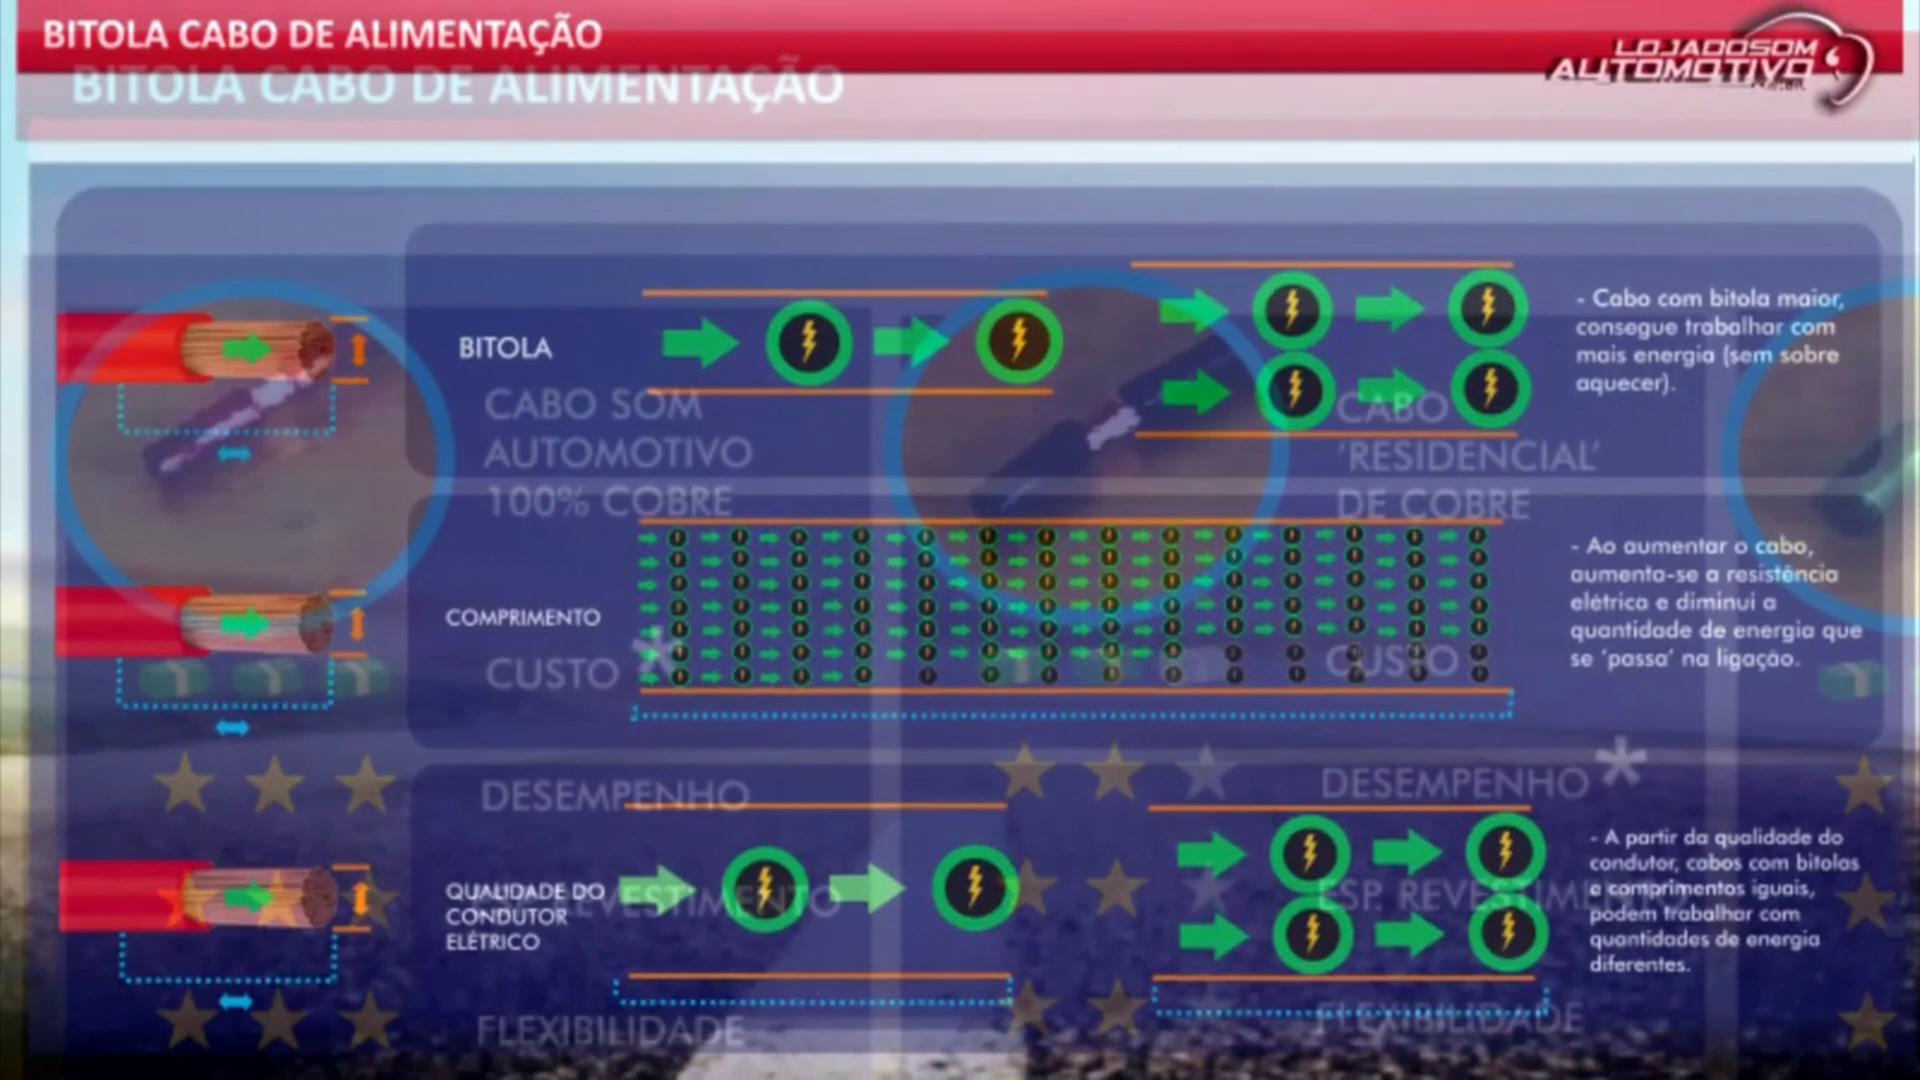 BITOLA CABO DE ALIMENTAÇÃO
LOJADOSOM
AUTOMOTIVO
BITOLA CABO DE ALIMENTAÇÃO
BITOLA
- Cabo com bitola maior,
consegue trabalhar com
mais energia (sem sobre
aquecer).
CABO SOM
AUTOMOTIVO
100% COBRE
CABO
'RESIDENCIAL'
DE COBRE
COMPRIMENTO
- Ao aumentar o cabo,
aumenta-se a resistência
elétrica e diminui a
quantidade de energia que
se 'passa' na ligação.
CUSTO *
CUSTO
DESEMPENHO
DESEMPENHO *
QUALIDADE DO
CONDUTOR
ELÉTRICO
- A partir da qualidade do
condutor, cabos com bitolas
e comprimentos iguais,
podem trabalhar com
quantidades de energia
diferentes.
REVESTIMENTO
ESP. REVESTIMENTO
FLEXIBILIDADE
FLEXIBILIDADE